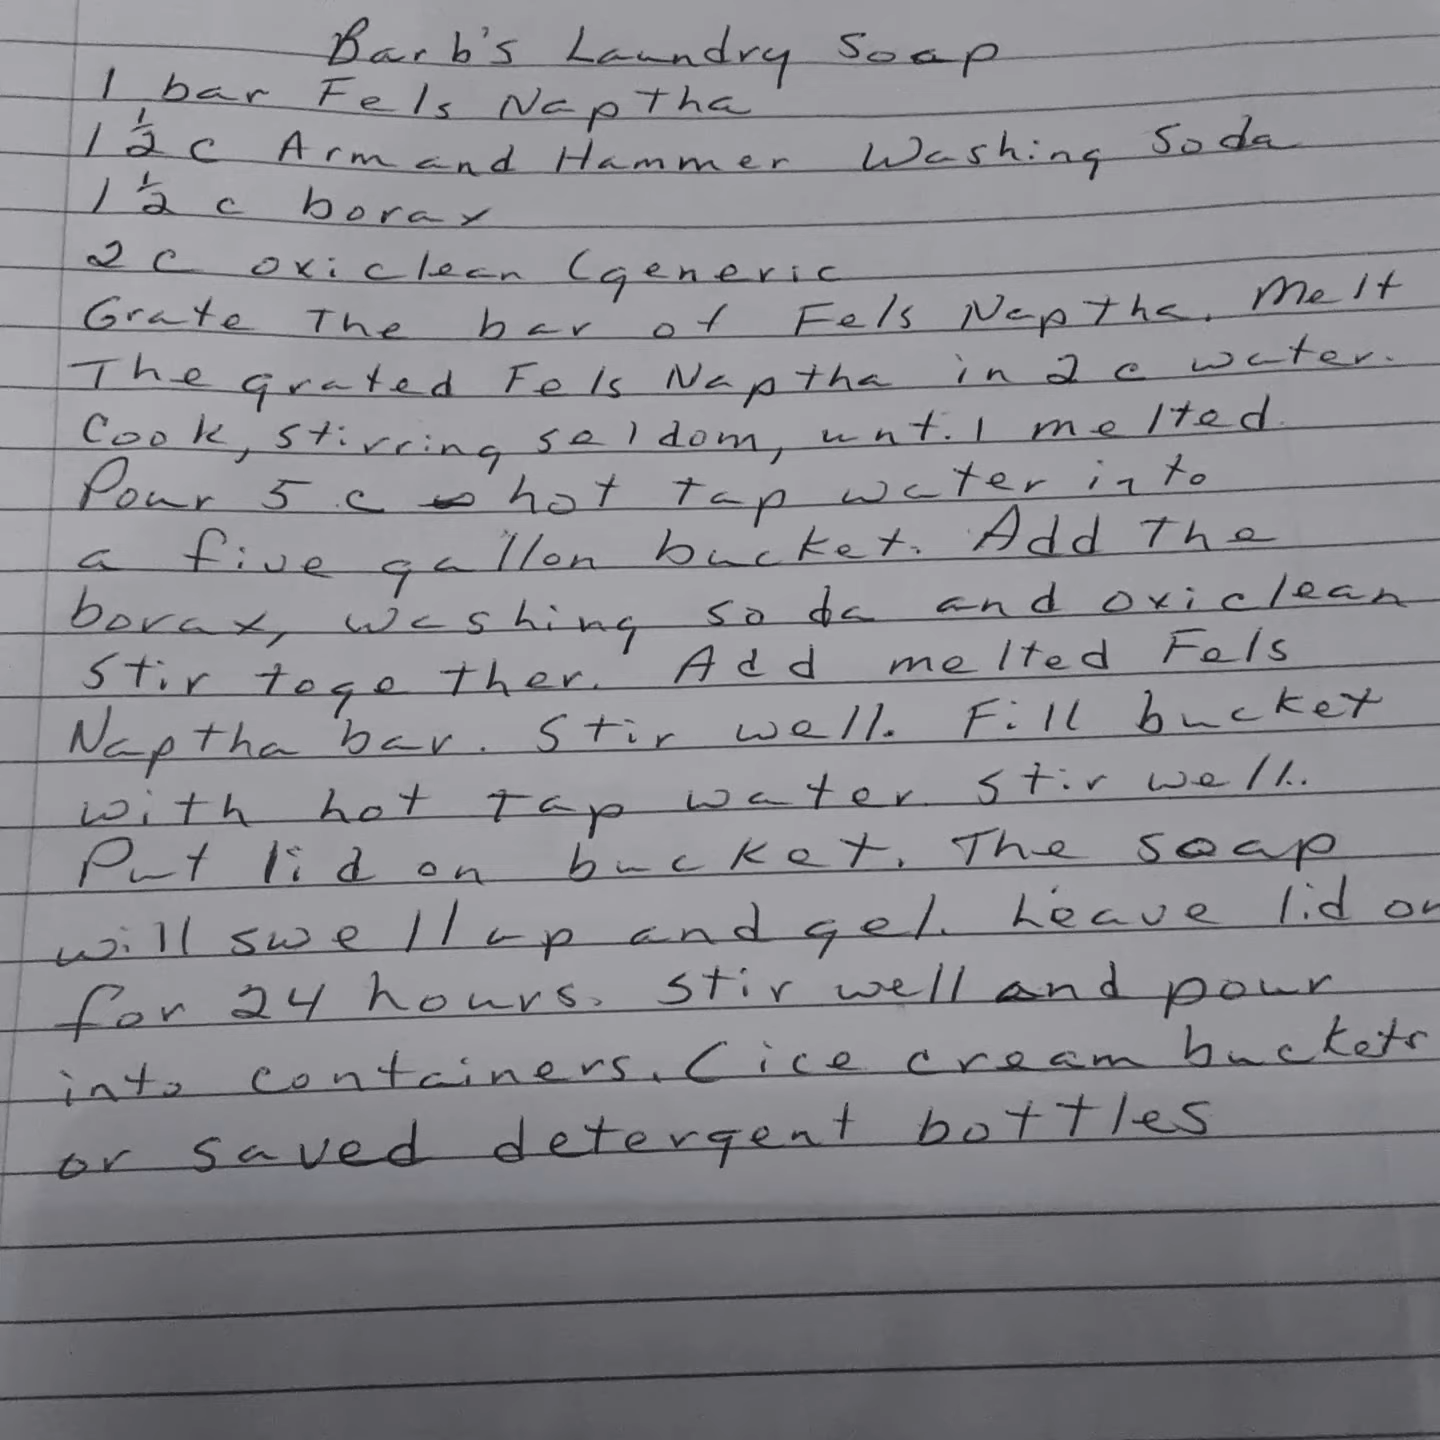 Barb's Laundry Soap
1 bar Fels Naptha
1 1/2 c Arm and Hammer Washing Soda
1 1/2 c borax
2 c oxiclean (generic
Grate The bar of Fels Naptha. Melt
The grated Fels Naptha in 2 c water.
Cook, stirring seldom, until melted.
Pour 5 c hot tap water into
a five gallon bucket. Add The
borax, washing soda and oxiclean
Stir together. Add melted Fels
Naptha bar. Stir well. Fill bucket
with hot tap water. Stir well.
Put lid on bucket. The soap
will swell up and gel. Leave lid on
for 24 hours. Stir well and pour
into containers. (ice cream buckets
or saved detergent bottles